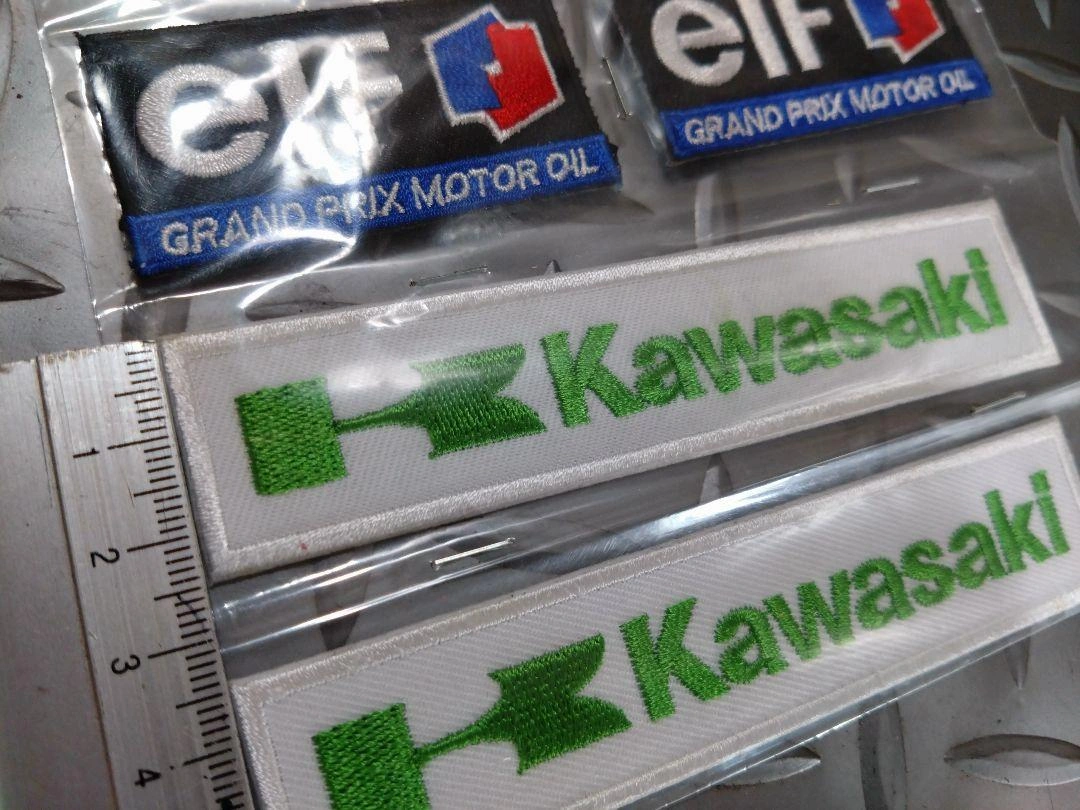 elf
GRAND PRIX MOTOR OIL
elf
GRAND PRIX MOTOR OIL
Kawasaki
Kawasaki
1
2
3
4